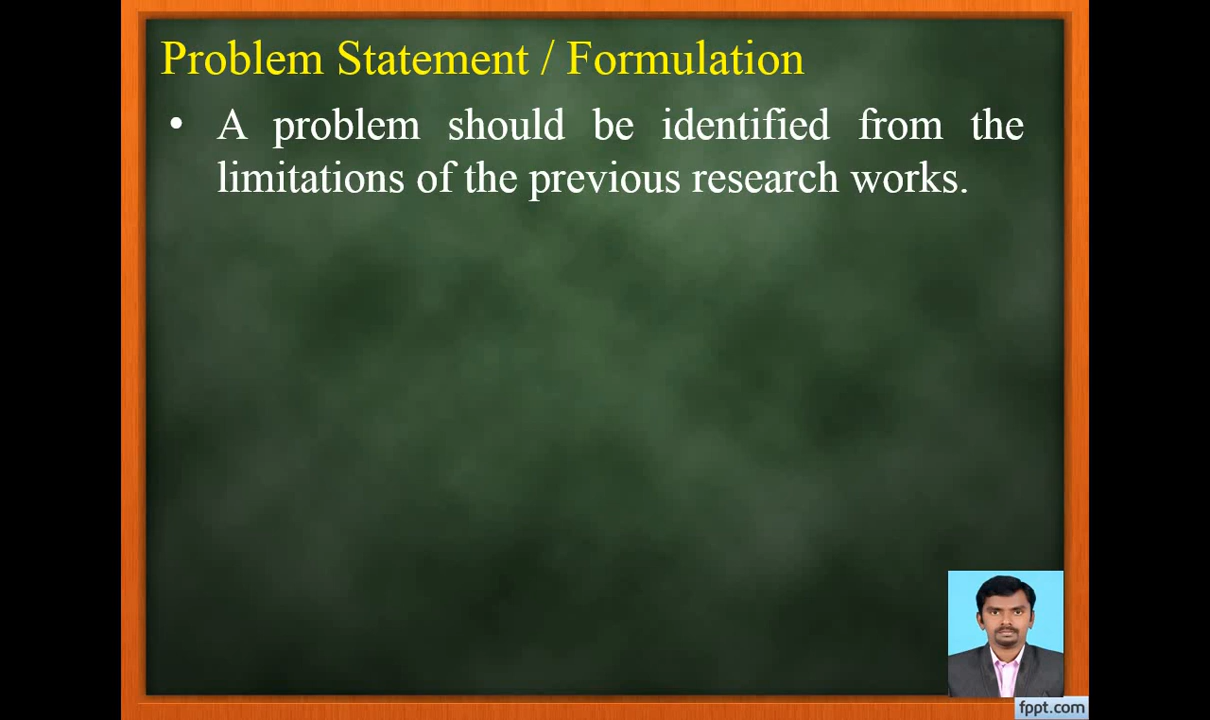 Problem Statement / Formulation
• A problem should be identified from the
limitations of the previous research works.
fppt.com